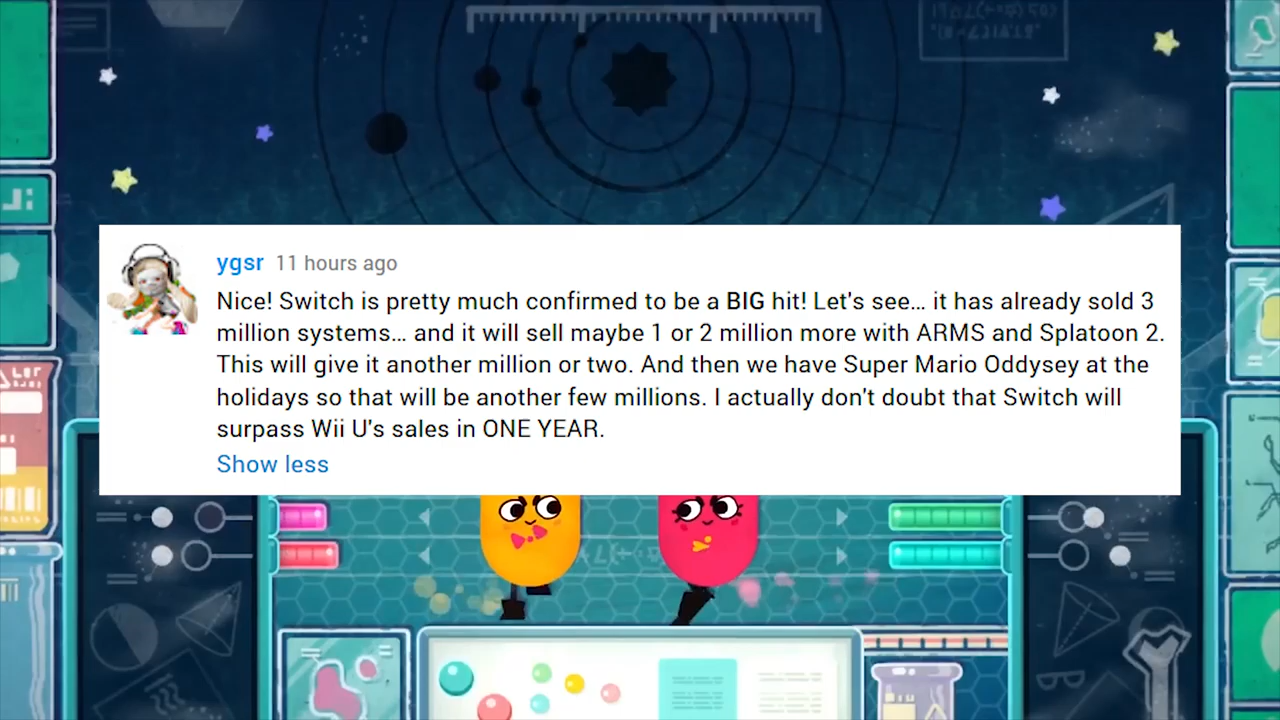 ygsr 11 hours ago
Nice! Switch is pretty much confirmed to be a BIG hit! Let's see... it has already sold 3
million systems... and it will sell maybe 1 or 2 million more with ARMS and Splatoon 2.
This will give it another million or two. And then we have Super Mario Oddysey at the
holidays so that will be another few millions. I actually don't doubt that Switch will
surpass Wii U's sales in ONE YEAR.
Show less